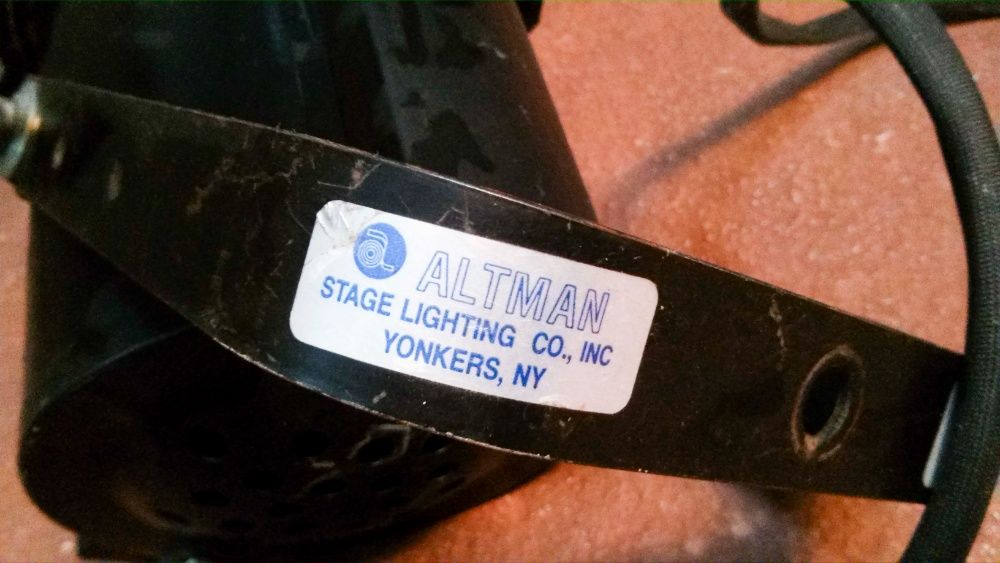 a ALTMAN
STAGE LIGHTING CO., INC
YONKERS, NY